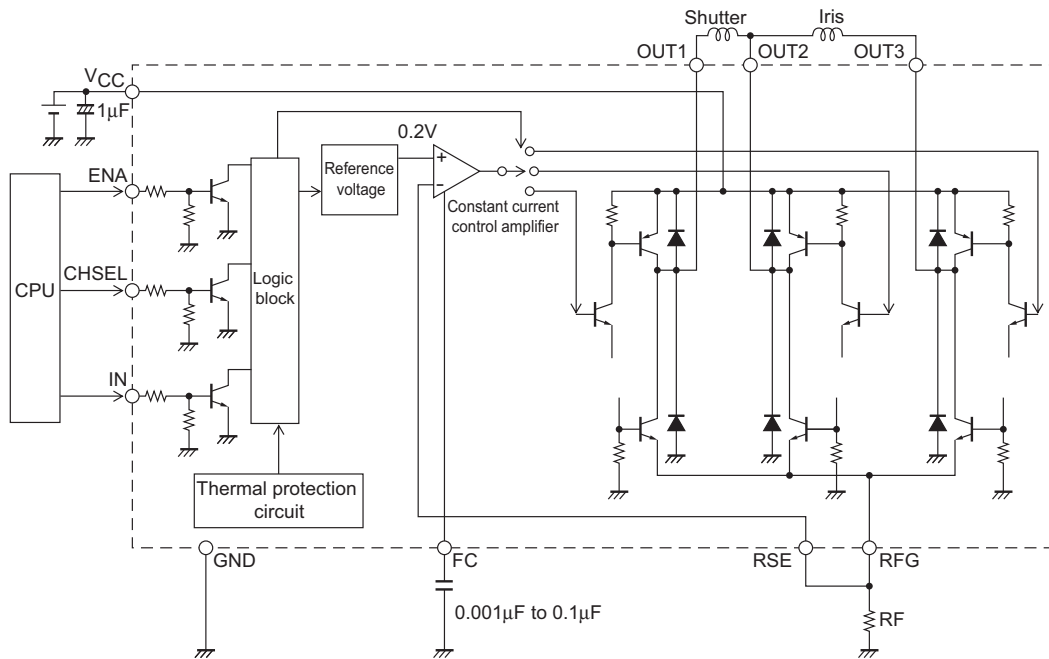 Shutter
Iris
OUT1
OUT2
OUT3
VCC
1μF
0.2V
ENA
Reference
voltage
+
−
Constant current
control amplifier
CHSEL
CPU
Logic
block
IN
Thermal protection
circuit
GND
FC
RSE
RFG
0.001μF to 0.1μF
RF